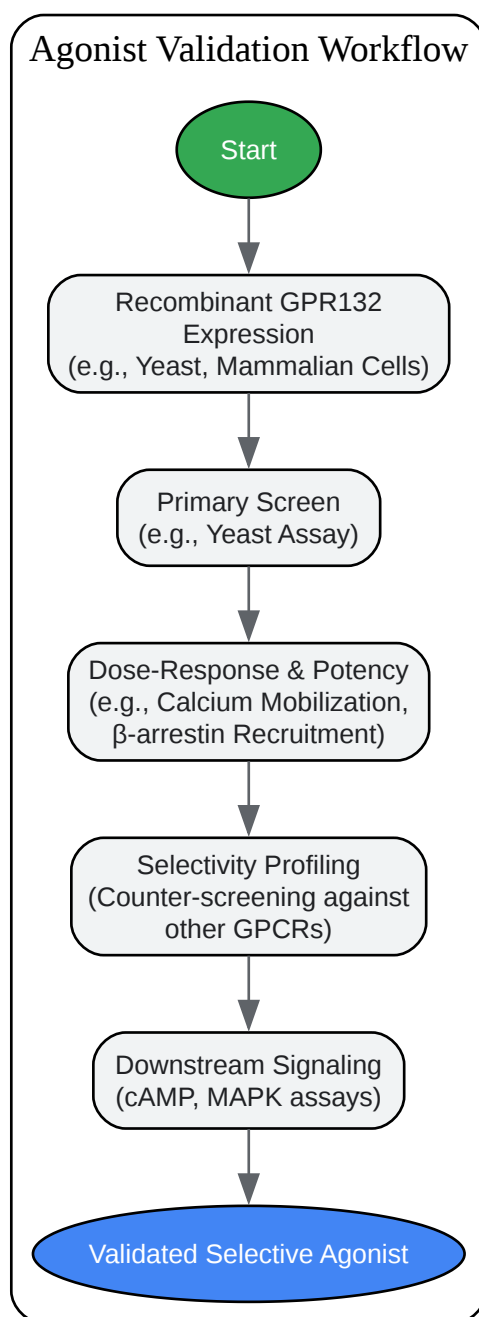 Agonist Validation Workflow
Start
Recombinant GPR132
Expression
(e.g., Yeast, Mammalian Cells)
Primary Screen
(e.g., Yeast Assay)
Dose-Response & Potency
(e.g., Calcium Mobilization,
β-arrestin Recruitment)
Selectivity Profiling
(Counter-screening against
other GPCRs)
Downstream Signaling
(cAMP, MAPK assays)
Validated Selective Agonist